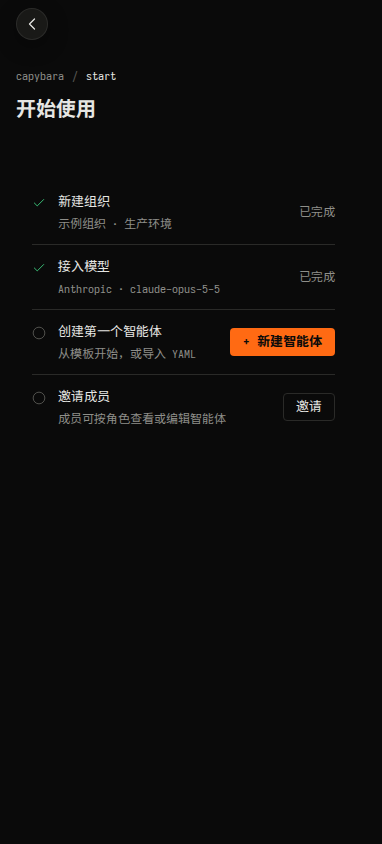 capybara / start
开始使用
新建组织
示例组织 · 生产环境
已完成
接入模型
Anthropic · claude-opus-5-5
已完成
创建第一个智能体
从模板开始，或导入 YAML
+ 新建智能体
邀请成员
成员可按角色查看或编辑智能体
邀请